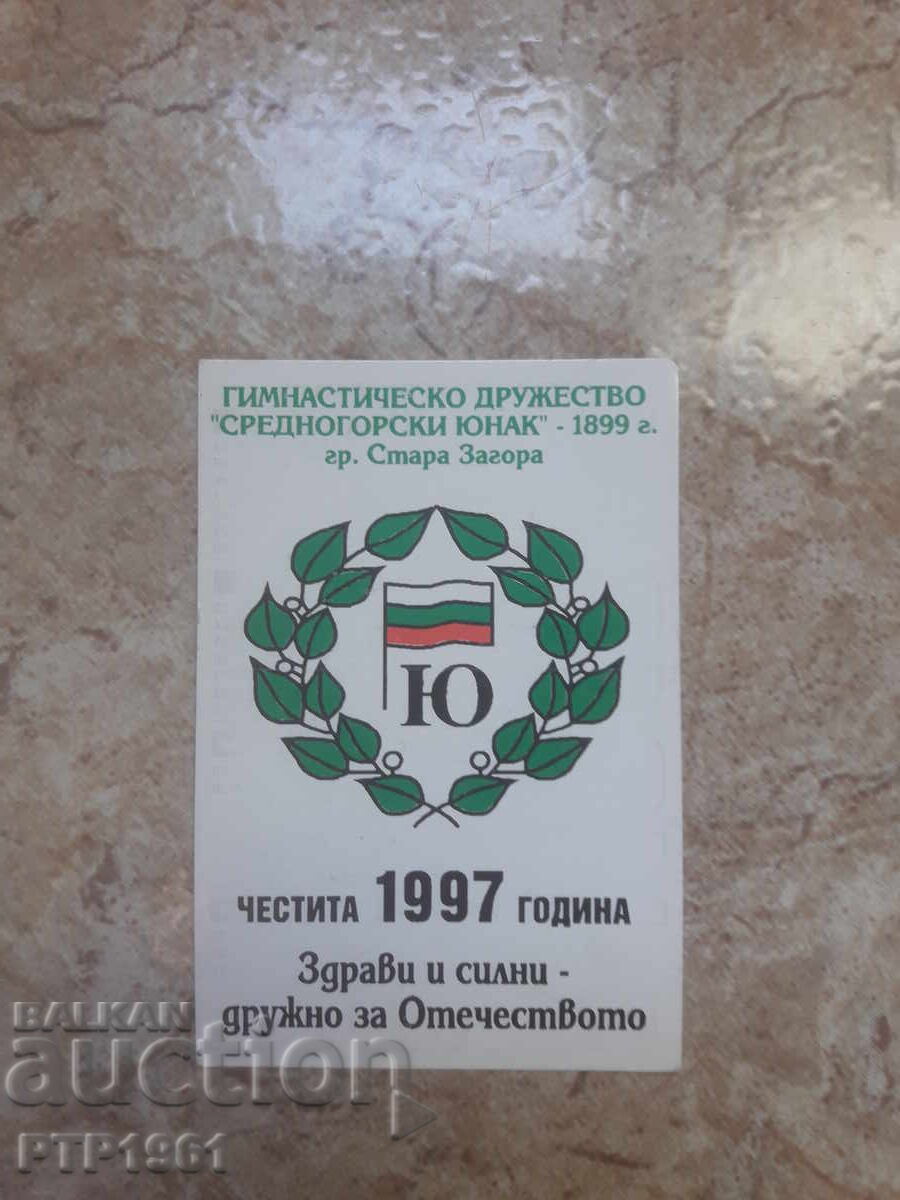 ГИМНАСТИЧЕСКО ДРУЖЕСТВО
"СРЕДНОГОРСКИ ЮНАК" - 1899 г.
гр. Стара Загора
Ю
ЧЕСТИТА 1997 ГОДИНА
Здрави и силни -
дружно за Отечеството
BALKAN
auction
PTP1961